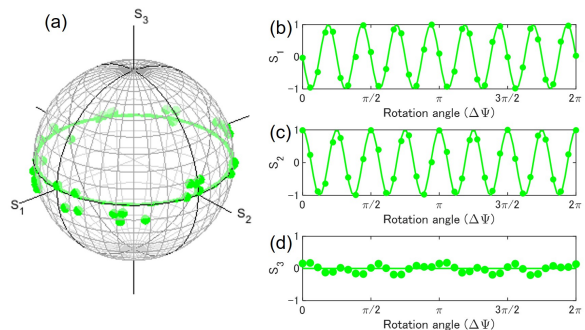 (a)
S3
S1
S2
(b)
1
0
-1
S1
0
π/2
π
3π/2
2π
Rotation angle (ΔΨ)
(c)
1
0
-1
S2
0
π/2
π
3π/2
2π
Rotation angle (ΔΨ)
(d)
1
0
-1
S3
0
π/2
π
3π/2
2π
Rotation angle (ΔΨ)